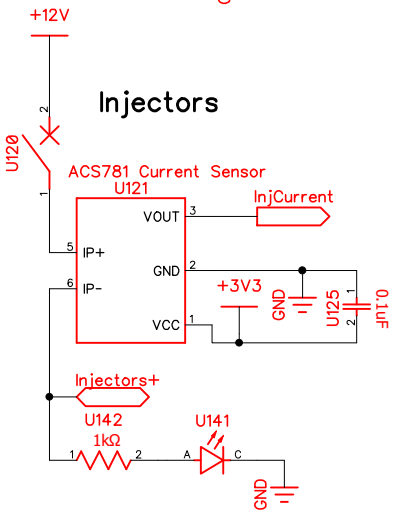 +12V
Injectors
2
U120
1
ACS781 Current Sensor
U121
VOUT
3
InjCurrent
5
IP+
GND
2
6
IP-
+3V3
GND
U125
1
2
0.1uF
VCC
1
Injectors+
U142
1kΩ
1
2
U141
A
C
GND